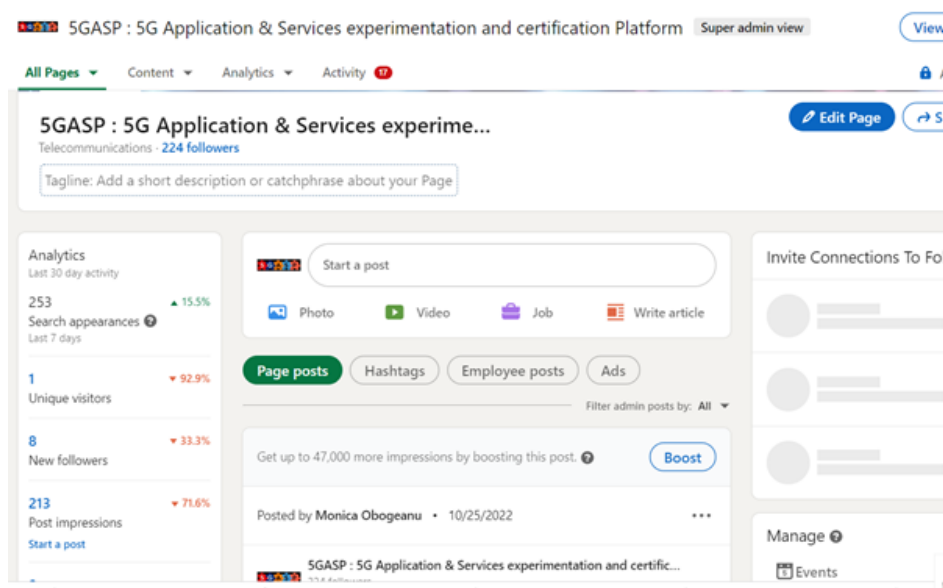 5GASP : 5G Application & Services experimentation and certification Platform Super admin view View
All Pages Content Analytics Activity 17
5GASP : 5G Application & Services experime...
Edit Page
Telecommunications · 224 followers
Tagline: Add a short description or catchphrase about your Page
Analytics
Last 30 day activity
253 15.5%
Search appearances
Last 7 days
1 92.9%
Unique visitors
8 33.3%
New followers
213 71.6%
Post impressions
Start a post
Start a post
Photo Video Job Write article
Page posts Hashtags Employee posts Ads
Filter admin posts by: All
Get up to 47,000 more impressions by boosting this post. Boost
Posted by Monica Obogeanu • 10/25/2022
5GASP : 5G Application & Services experimentation and certific...
224 followers
Invite Connections To Fo
Manage
Events